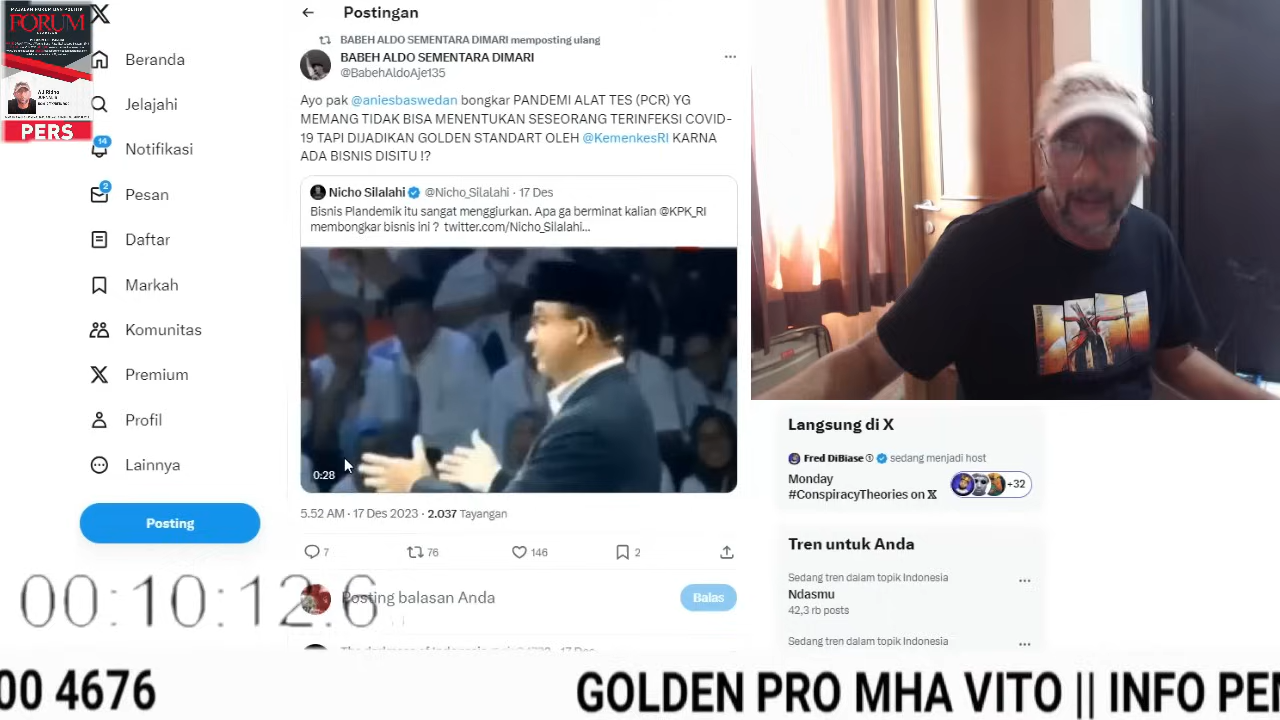 FORUM
PERS
Beranda
Jelajahi
14
Notifikasi
2
Pesan
Daftar
Markah
Komunitas
Premium
Profil
Lainnya
Posting
Postingan
BABEH ALDO SEMENTARA DIMARI memposting ulang
BABEH ALDO SEMENTARA DIMARI
@BabehAldoAje135
Ayo pak @aniesbaswedan bongkar PANDEMI ALAT TES (PCR) YG
MEMANG TIDAK BISA MENENTUKAN SESEORANG TERINFEKSI COVID-
19 TAPI DIJADIKAN GOLDEN STANDART OLEH @KemenkesRI KARNA
ADA BISNIS DISITU !?
Nicho Silalahi @Nicho_Silalahi · 17 Des
Bisnis Plandemik itu sangat menggiurkan. Apa ga berminat kalian @KPK_RI
membongkar bisnis ini ? twitter.com/Nicho_Silalahi...
0:28
5.52 AM · 17 Des 2023 · 2.037 Tayangan
7 76 146 2
Posting balasan Anda
Balas
Langsung di X
Fred DiBiase sedang menjadi host
Monday
#ConspiracyTheories on X
+32
Tren untuk Anda
Sedang tren dalam topik Indonesia
Ndasmu
42,3 rb posts
Sedang tren dalam topik Indonesia
00:10:12.6
00 4676
GOLDEN PRO MHA VITO || INFO PEN